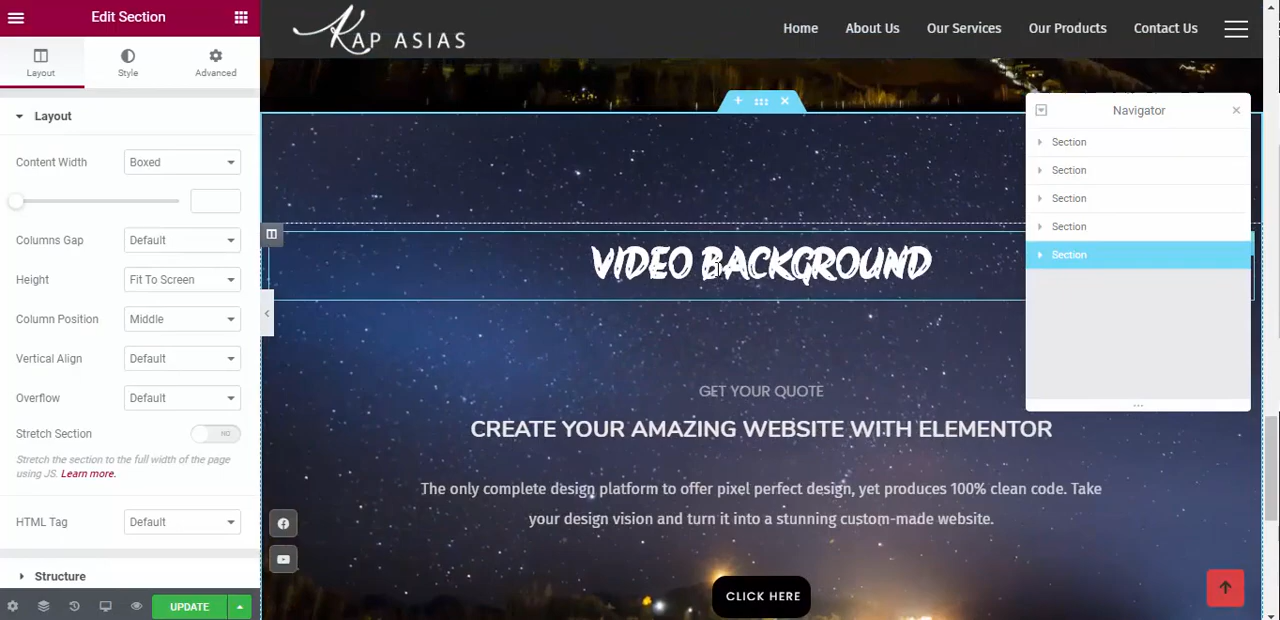 Edit Section
Layout
Style
Advanced
Layout
Content Width
Boxed
Columns Gap
Default
Height
Fit To Screen
Column Position
Middle
Vertical Align
Default
Overflow
Default
Stretch Section
NO
Stretch the section to the full width of the page
using JS. Learn more.
HTML Tag
Default
Structure
UPDATE
KAP ASIAS
Home
About Us
Our Services
Our Products
Contact Us
VIDEO BACKGROUND
GET YOUR QUOTE
CREATE YOUR AMAZING WEBSITE WITH ELEMENTOR
The only complete design platform to offer pixel perfect design, yet produces 100% clean code. Take
your design vision and turn it into a stunning custom-made website.
CLICK HERE
Navigator
Section
Section
Section
Section
Section